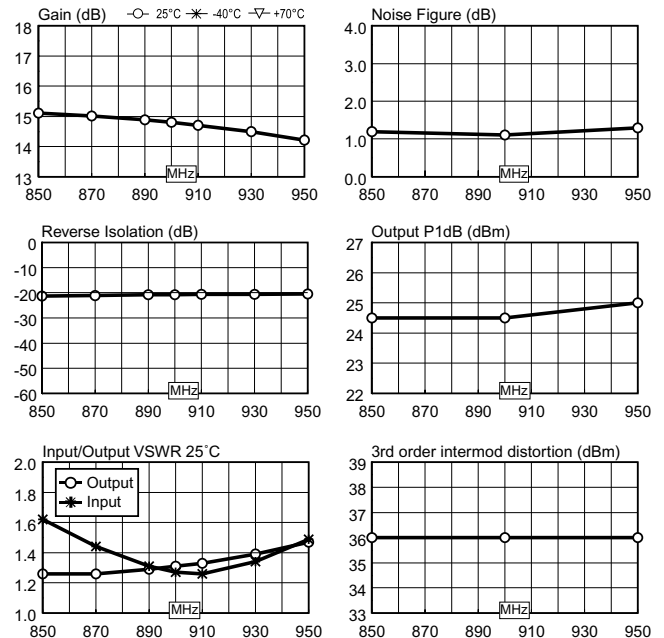 Gain (dB) 25°C -40°C +70°C
18
17
16
15
14
13
MHz
850 870 890 910 930 950
Noise Figure (dB)
4.0
3.0
2.0
1.0
0.0
MHz
850 870 890 910 930 950
Reverse Isolation (dB)
0
-10
-20
-30
-40
-50
-60
MHz
850 870 890 910 930 950
Output P1dB (dBm)
27
26
25
24
23
22
MHz
850 870 890 910 930 950
Input/Output VSWR 25°C
2.0
1.8
1.6
1.4
1.2
1.0
Output
Input
MHz
850 870 890 910 930 950
3rd order intermod distortion (dBm)
39
38
37
36
35
34
33
MHz
850 870 890 910 930 950